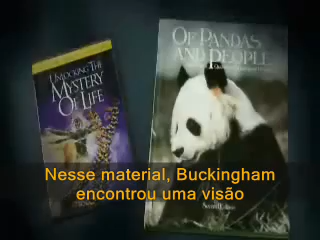 UNLOCKING THE
MYSTERY
OF LIFE
OF PANDAS
AND PEOPLE
Nesse material, Buckingham
encontrou uma visão